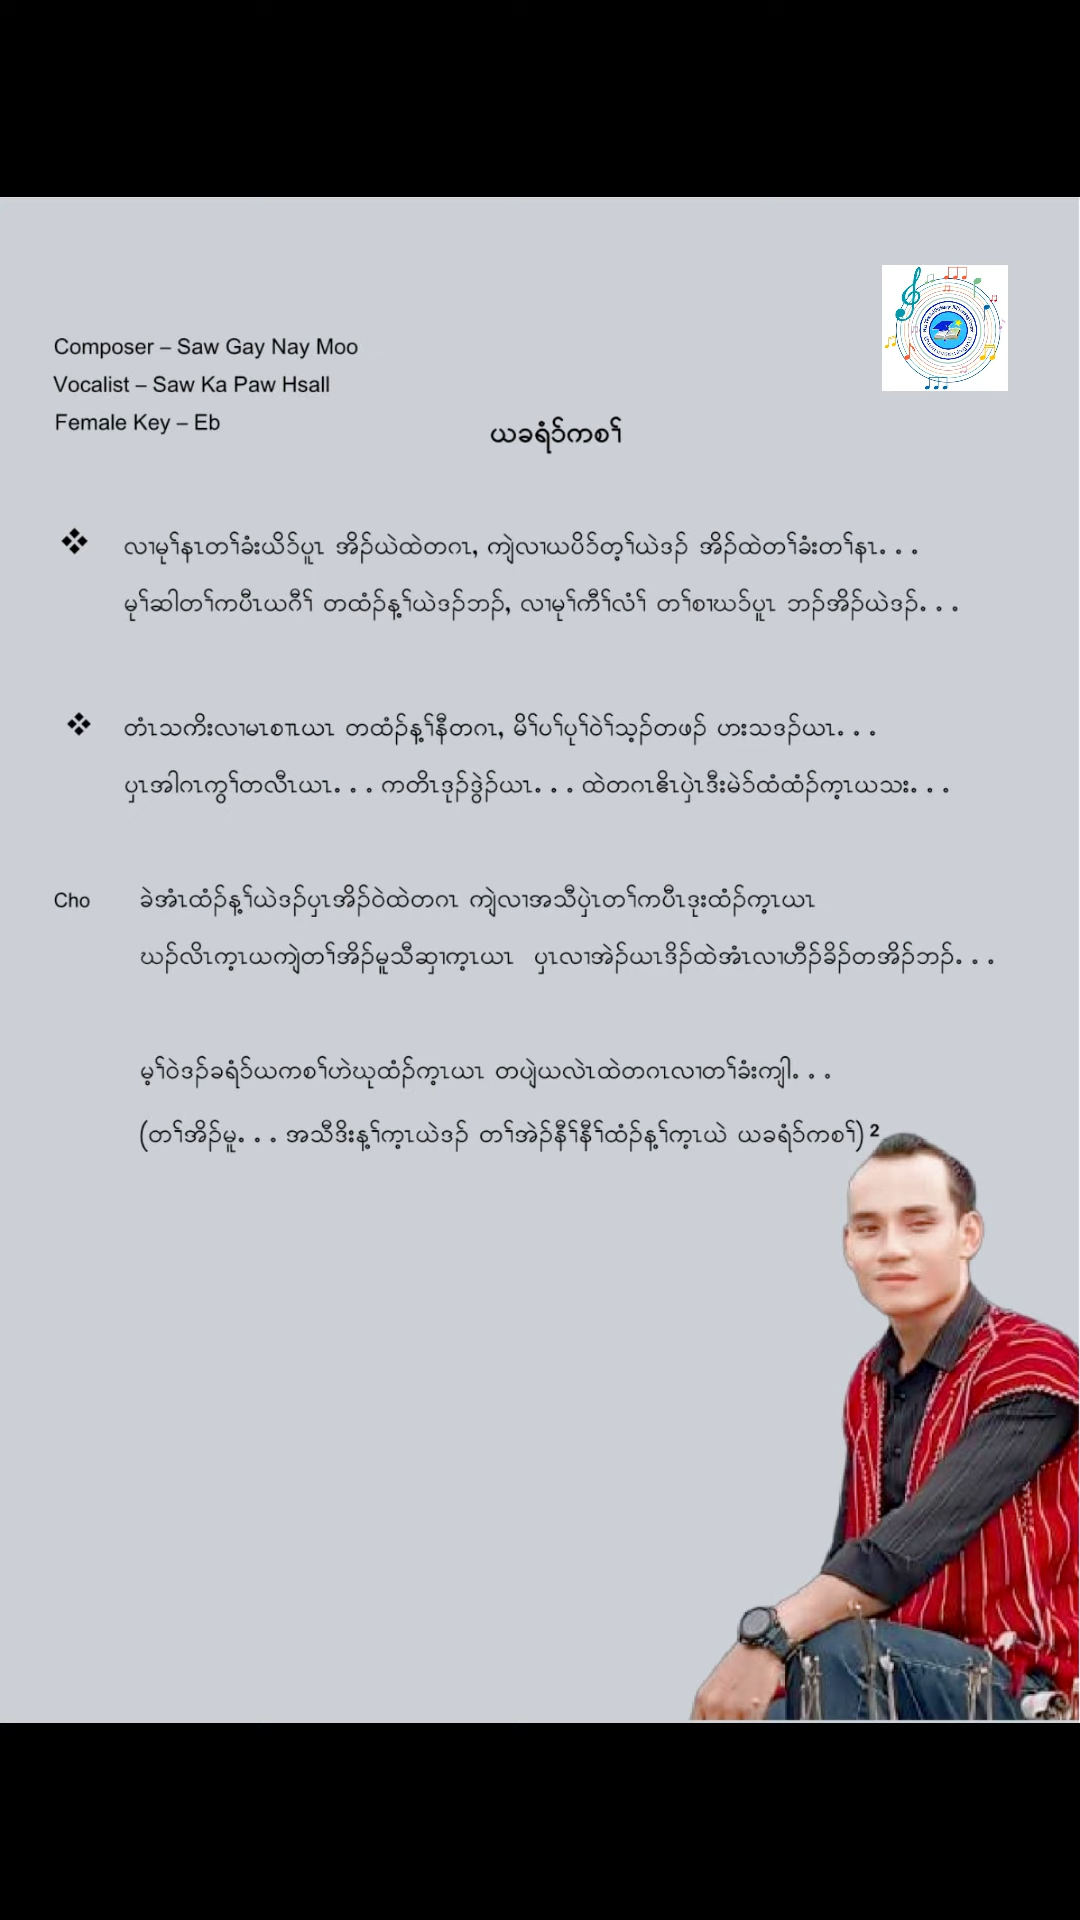 Composer – Saw Gay Nay Moo
Vocalist – Saw Ka Paw Hsall
Female Key – Eb
ယခရံာ်ကစၢ်
❖ လၢမုၢ်နၤတၢ်ခံးယိာ်ပူၤ အိၣ်ယဲထဲတဂၤ, ကျဲလၢယပိာ်တ့ၢ်ယဲဒၣ် အိၣ်ထဲတၢ်ခံးတၢ်နၤ. . .
မုၢ်ဆါတၢ်ကပီၤယဂီၢ် တထံၣ်န့ၢ်ယဲဒၣ်ဘၣ်, လၢမုၢ်ကီၢ်လံၢ် တၢ်စၢဃာ်ပူၤ ဘၣ်အိၣ်ယဲဒၣ်. . .
❖ တံၤသကိးလၢမၤစၢၤယၤ တထံၣ်န့ၢ်နီတဂၤ, မိၢ်ပၢ်ပုၢ်ဝဲၢ်သ့ၣ်တဖၣ် ဟးသဒၣ်ယၤ. . .
ပှၤအါဂၤကွၢ်တလီၤယၤ. . . ကတိၤဒုၣ်ဒွဲၣ်ယၤ. . . ထဲတဂၤဧိၤပှဲၤဒီးမဲာ်ထံထံၣ်က့ၤယသး. . .
Cho ခဲအံၤထံၣ်န့ၢ်ယဲဒၣ်ပှၤအိၣ်ဝဲထဲတဂၤ ကျဲလၢအသီပှဲၤတၢ်ကပီၤဒုးထံၣ်က့ၤယၤ
ဃၣ်လိၤက့ၤယကျဲတၢ်အိၣ်မူသီဆှၢက့ၤယၤ ပှၤလၢအဲၣ်ယၤဒိၣ်ထဲအံၤလၢဟီၣ်ခိၣ်တအိၣ်ဘၣ်. . .
မ့ၢ်ဝဲဒၣ်ခရံာ်ယကစၢ်ဟဲဃုထံၣ်က့ၤယၤ တပျဲယလဲၤထဲတဂၤလၢတၢ်ခံးကျါ. . .
(တၢ်အိၣ်မူ. . . အသီဒိးန့ၢ်က့ၤယဲဒၣ် တၢ်အဲၣ်နီၢ်နီၢ်ထံၣ်န့ၢ်က့ၤယဲ ယခရံာ်ကစၢ်) 2